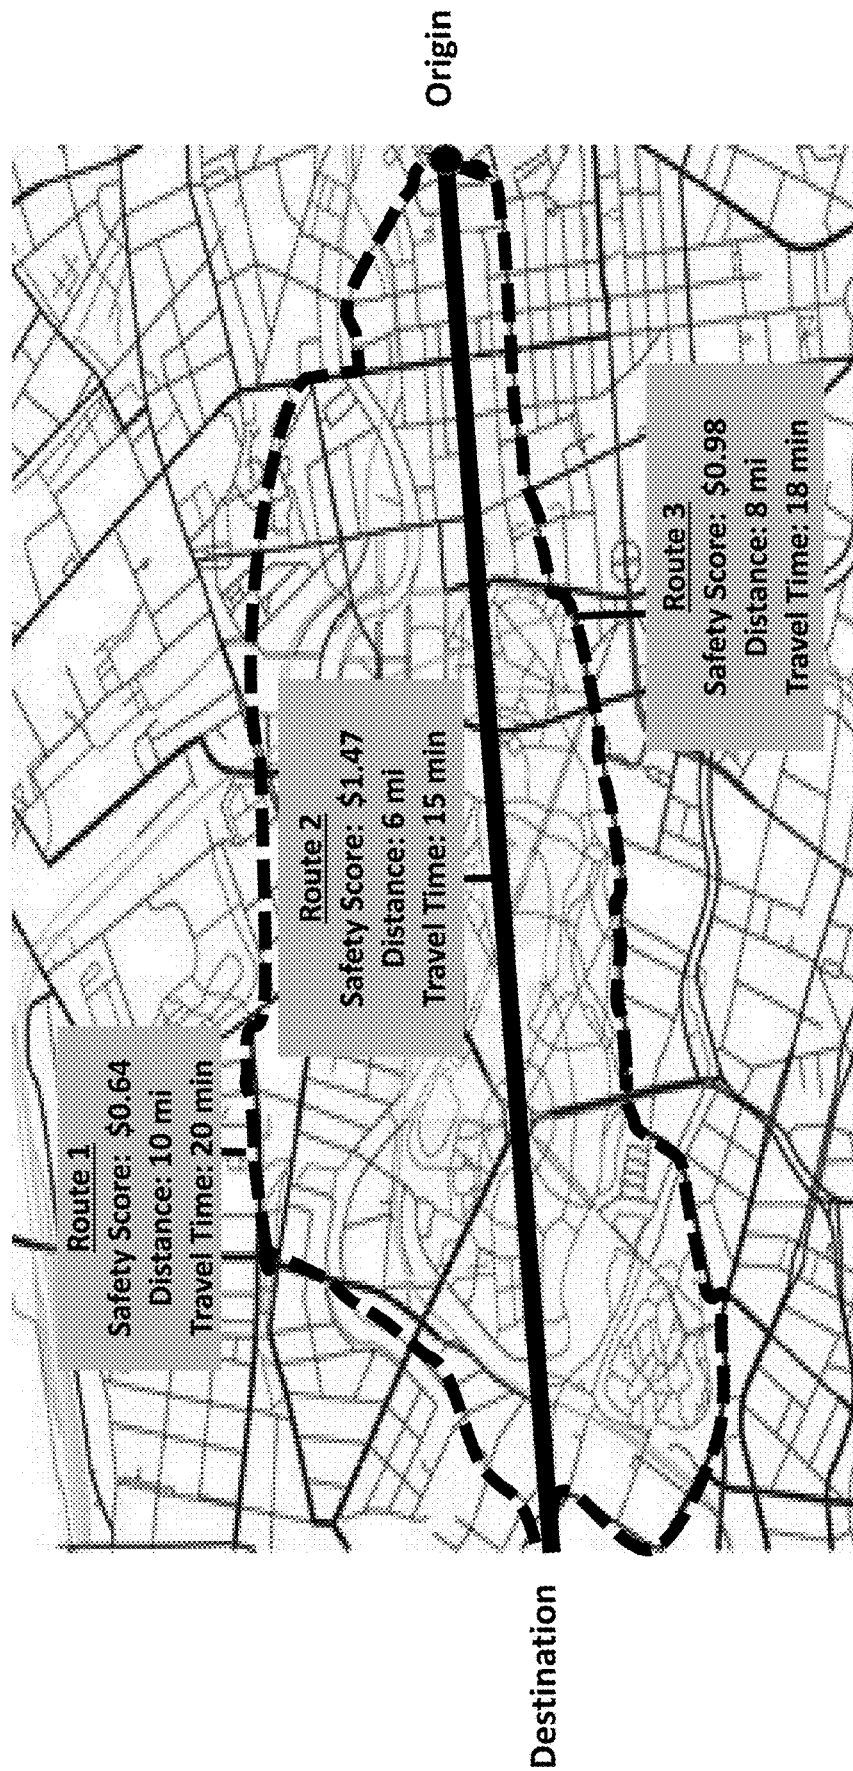 Destination
Route 1
Safety Score: $0.64
Distance: 10 mi
Travel Time: 20 min
Route 2
Safety Score: $1.47
Distance: 6 mi
Travel Time: 15 min
Route 3
Safety Score: $0.98
Distance: 8 mi
Travel Time: 18 min
Origin